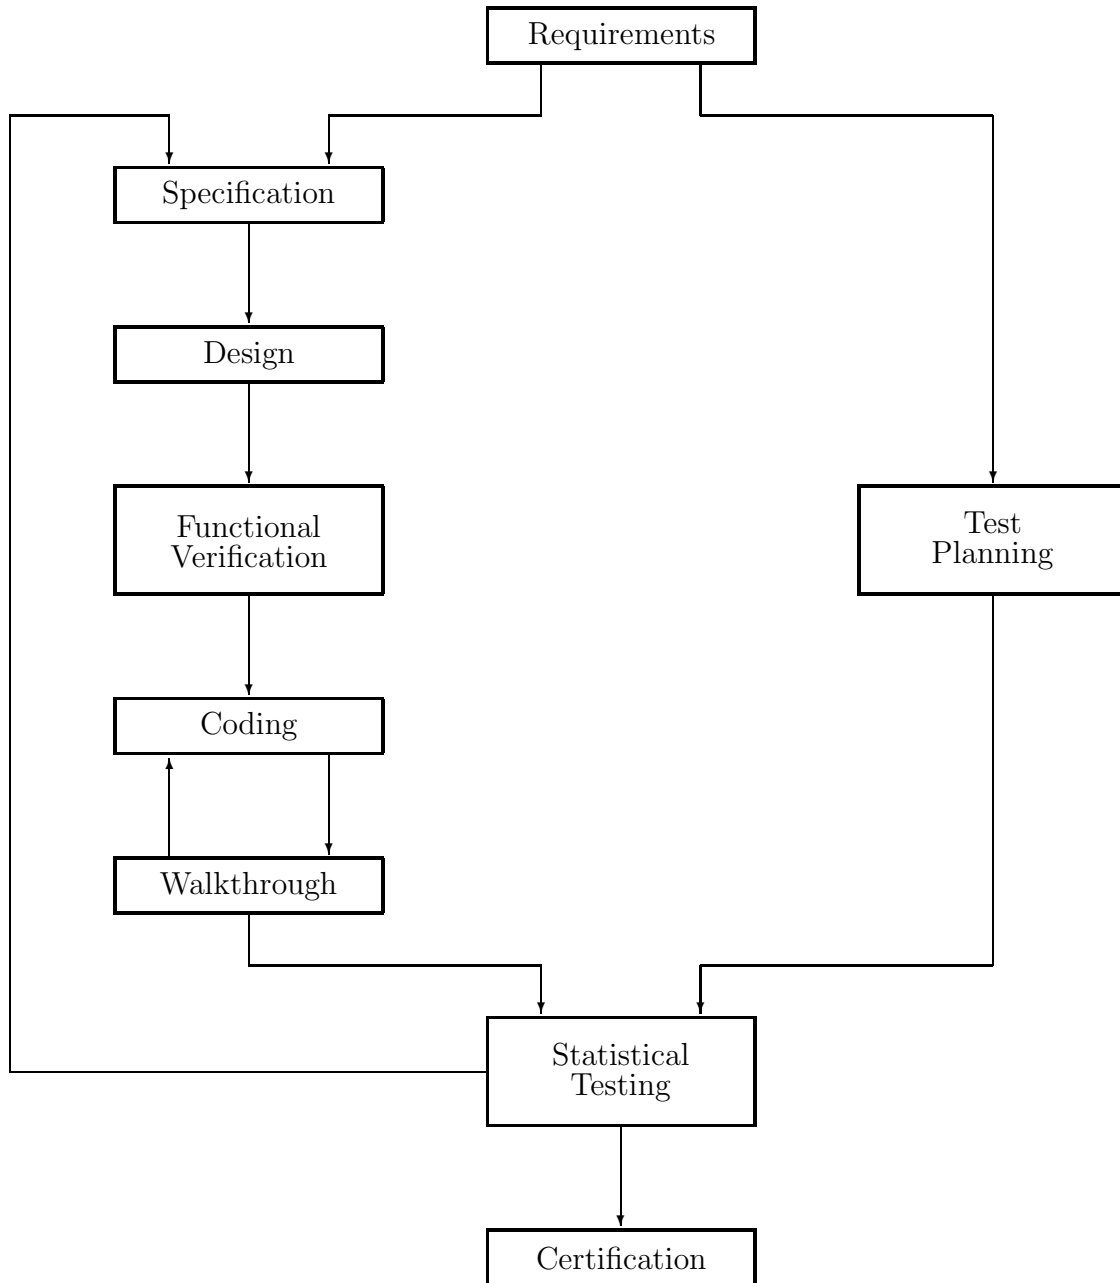 Requirements
Specification
Design
Functional
Verification
Test
Planning
Coding
Walkthrough
Statistical
Testing
Certification